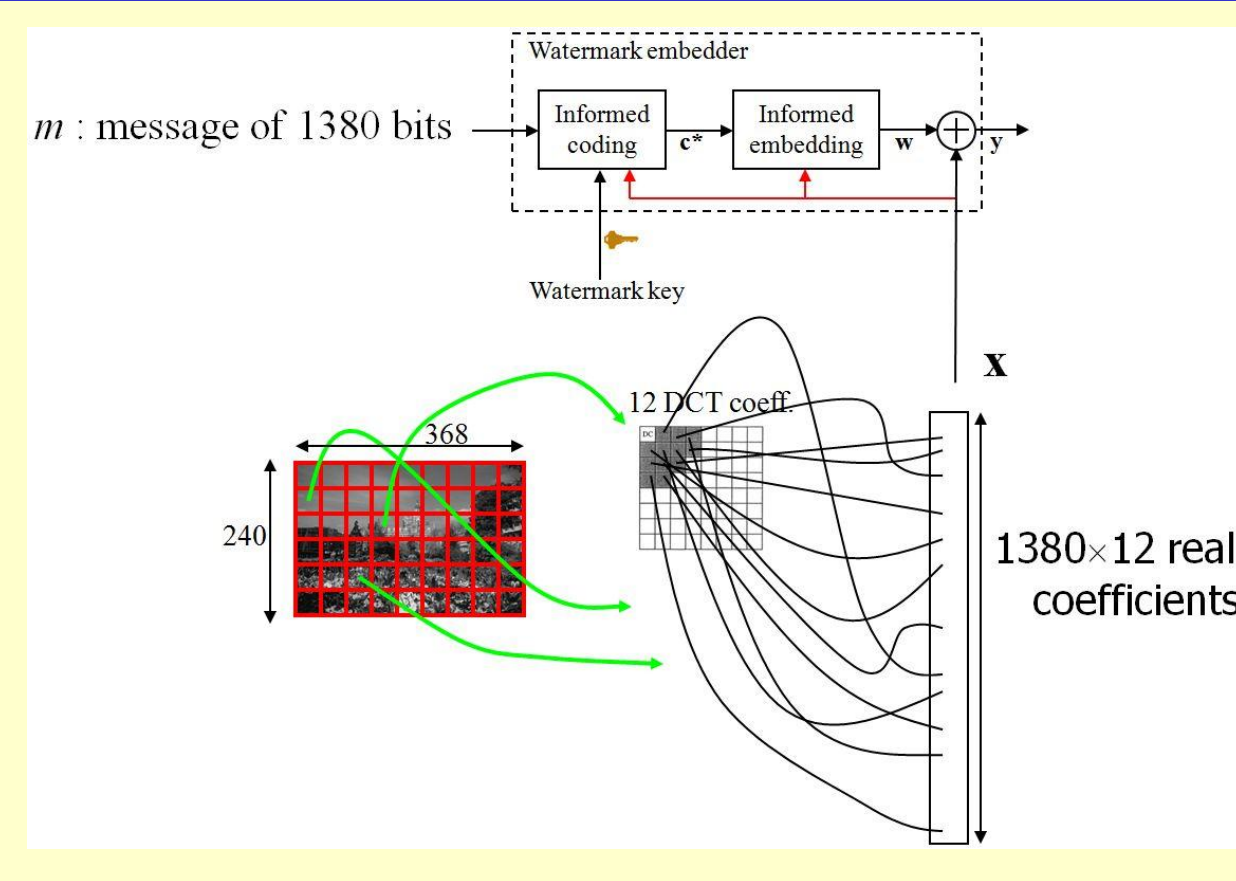 Watermark embedder
m : message of 1380 bits
Informed
coding
c*
Informed
embedding
w
+
y
Watermark key
X
12 DCT coeff.
DC
368
240
1380×12 real
coefficients